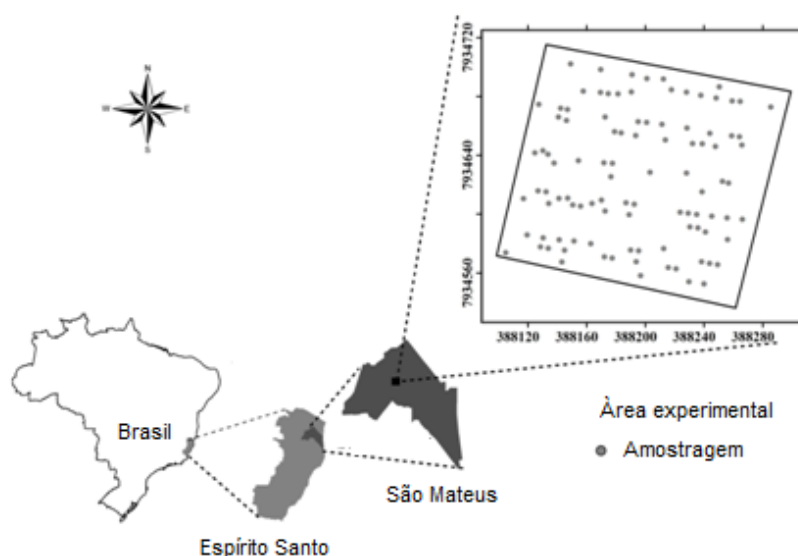 N
W
E
S
7934720
7934640
7934560
388120 388160 388200 388240 388280
Brasil
Espírito Santo
São Mateus
Àrea experimental
Amostragem